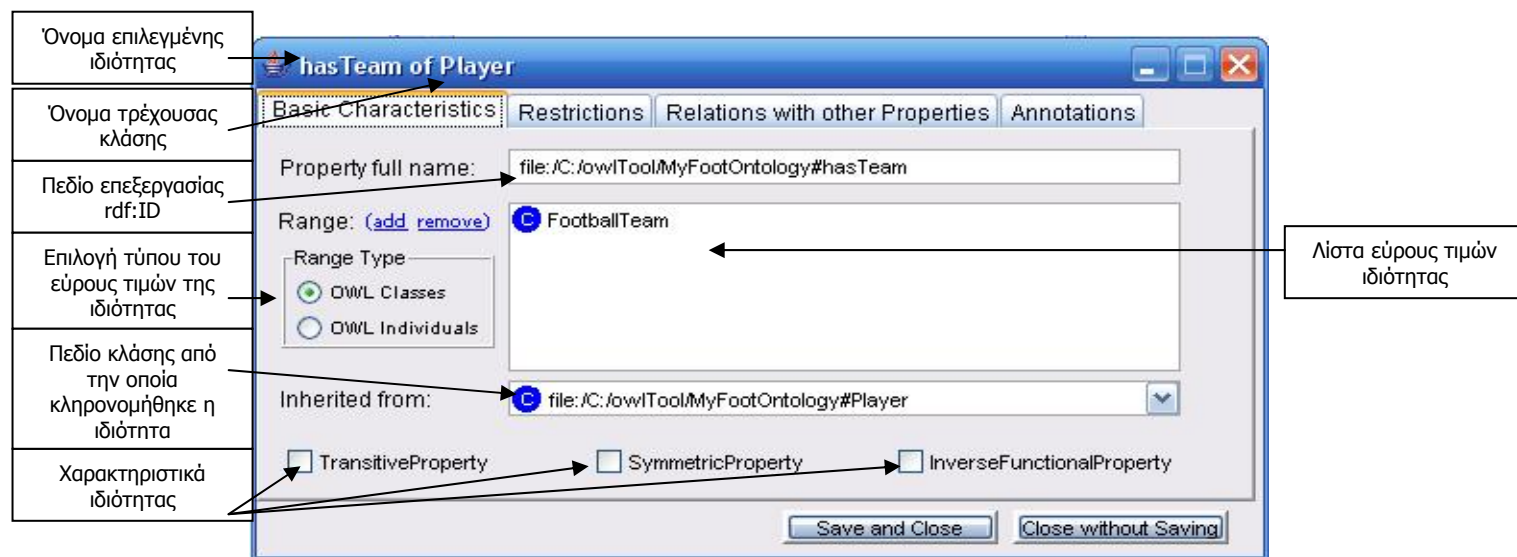 Όνομα επιλεγμένης
ιδιότητας
Όνομα τρέχουσας
κλάσης
Πεδίο επεξεργασίας
rdf:ID
Επιλογή τύπου του
εύρους τιμών της
ιδιότητας
Πεδίο κλάσης από
την οποία
κληρονομήθηκε η
ιδιότητα
Χαρακτηριστικά
ιδιότητας
hasTeam of Player
Basic Characteristics
Restrictions
Relations with other Properties
Annotations
Property full name:
file:/C:/owlTool/MyFootOntology#hasTeam
Range: (add remove)
FootballTeam
Range Type
OWL Classes
OWL Individuals
Inherited from:
file:/C:/owlTool/MyFootOntology#Player
TransitiveProperty
SymmetricProperty
InverseFunctionalProperty
Save and Close
Close without Saving
Λίστα εύρους τιμών
ιδιότητας